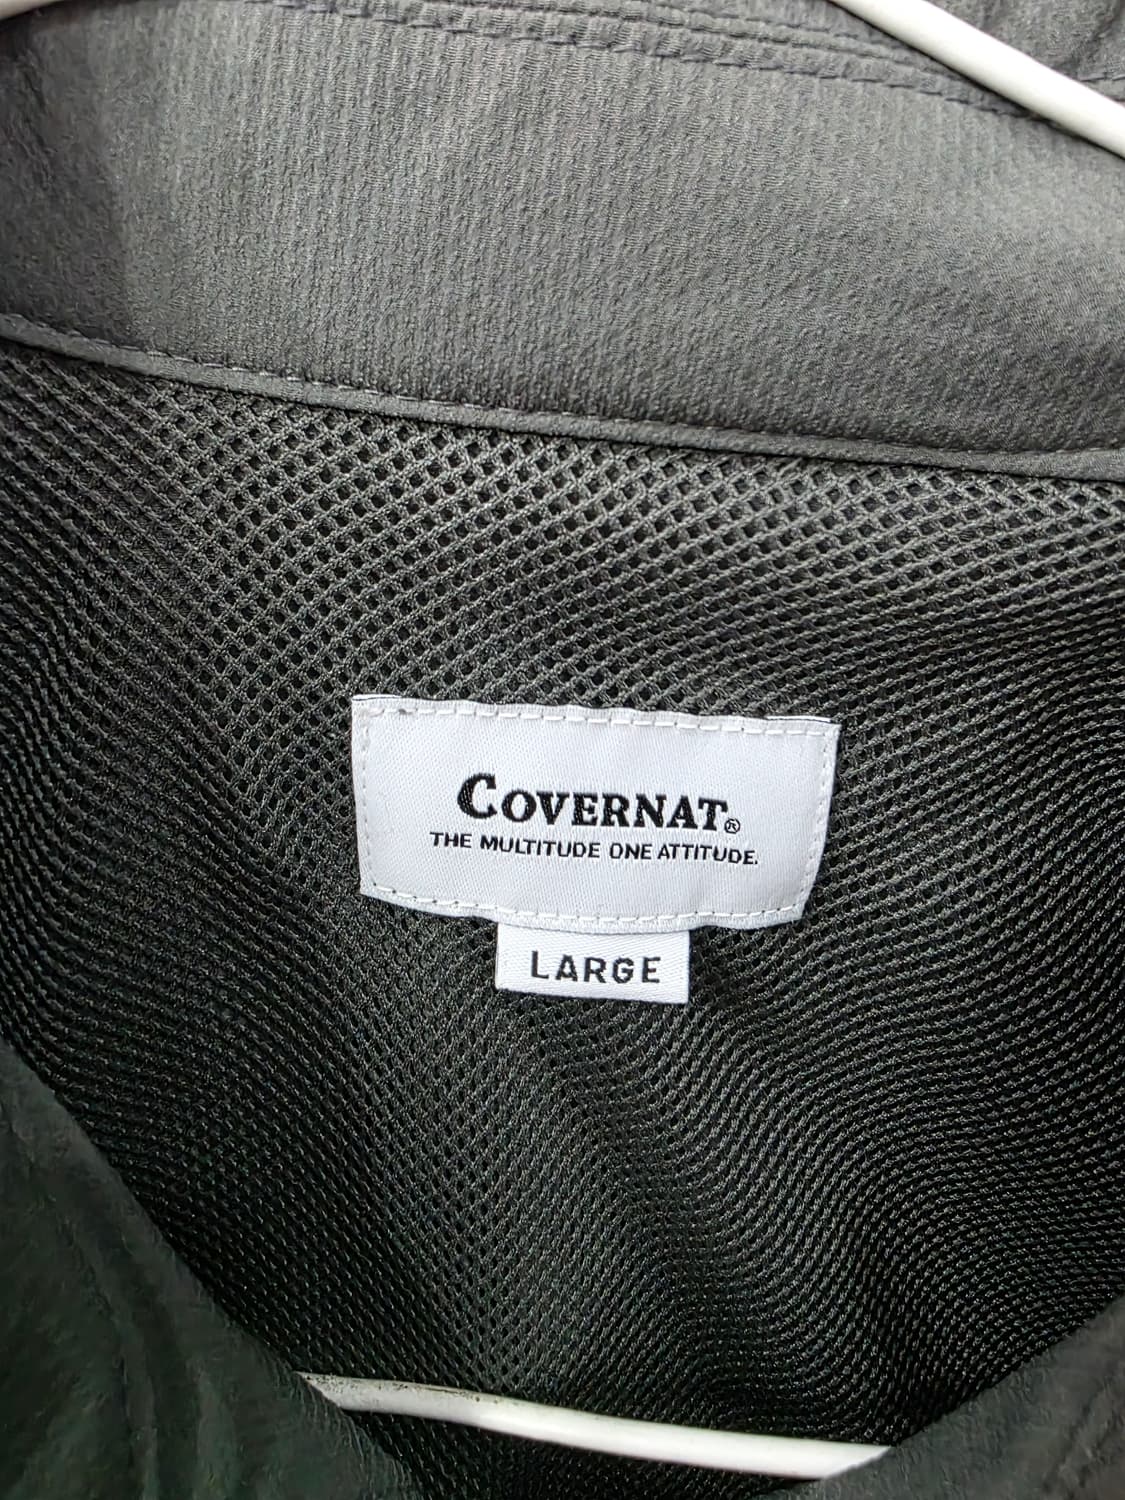 COVERNAT®
THE MULTITUDE ONE ATTITUDE.
LARGE